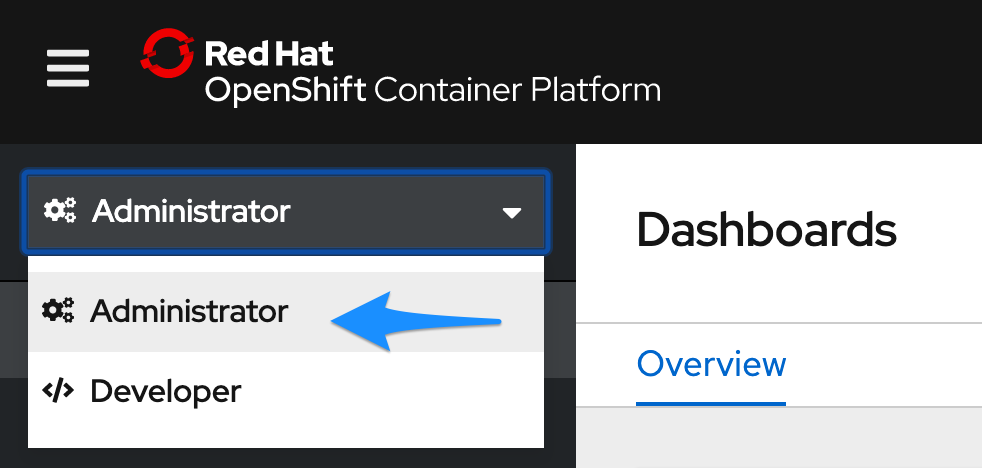 Red Hat
OpenShift Container Platform
Administrator
Dashboards
Administrator
Overview
Developer